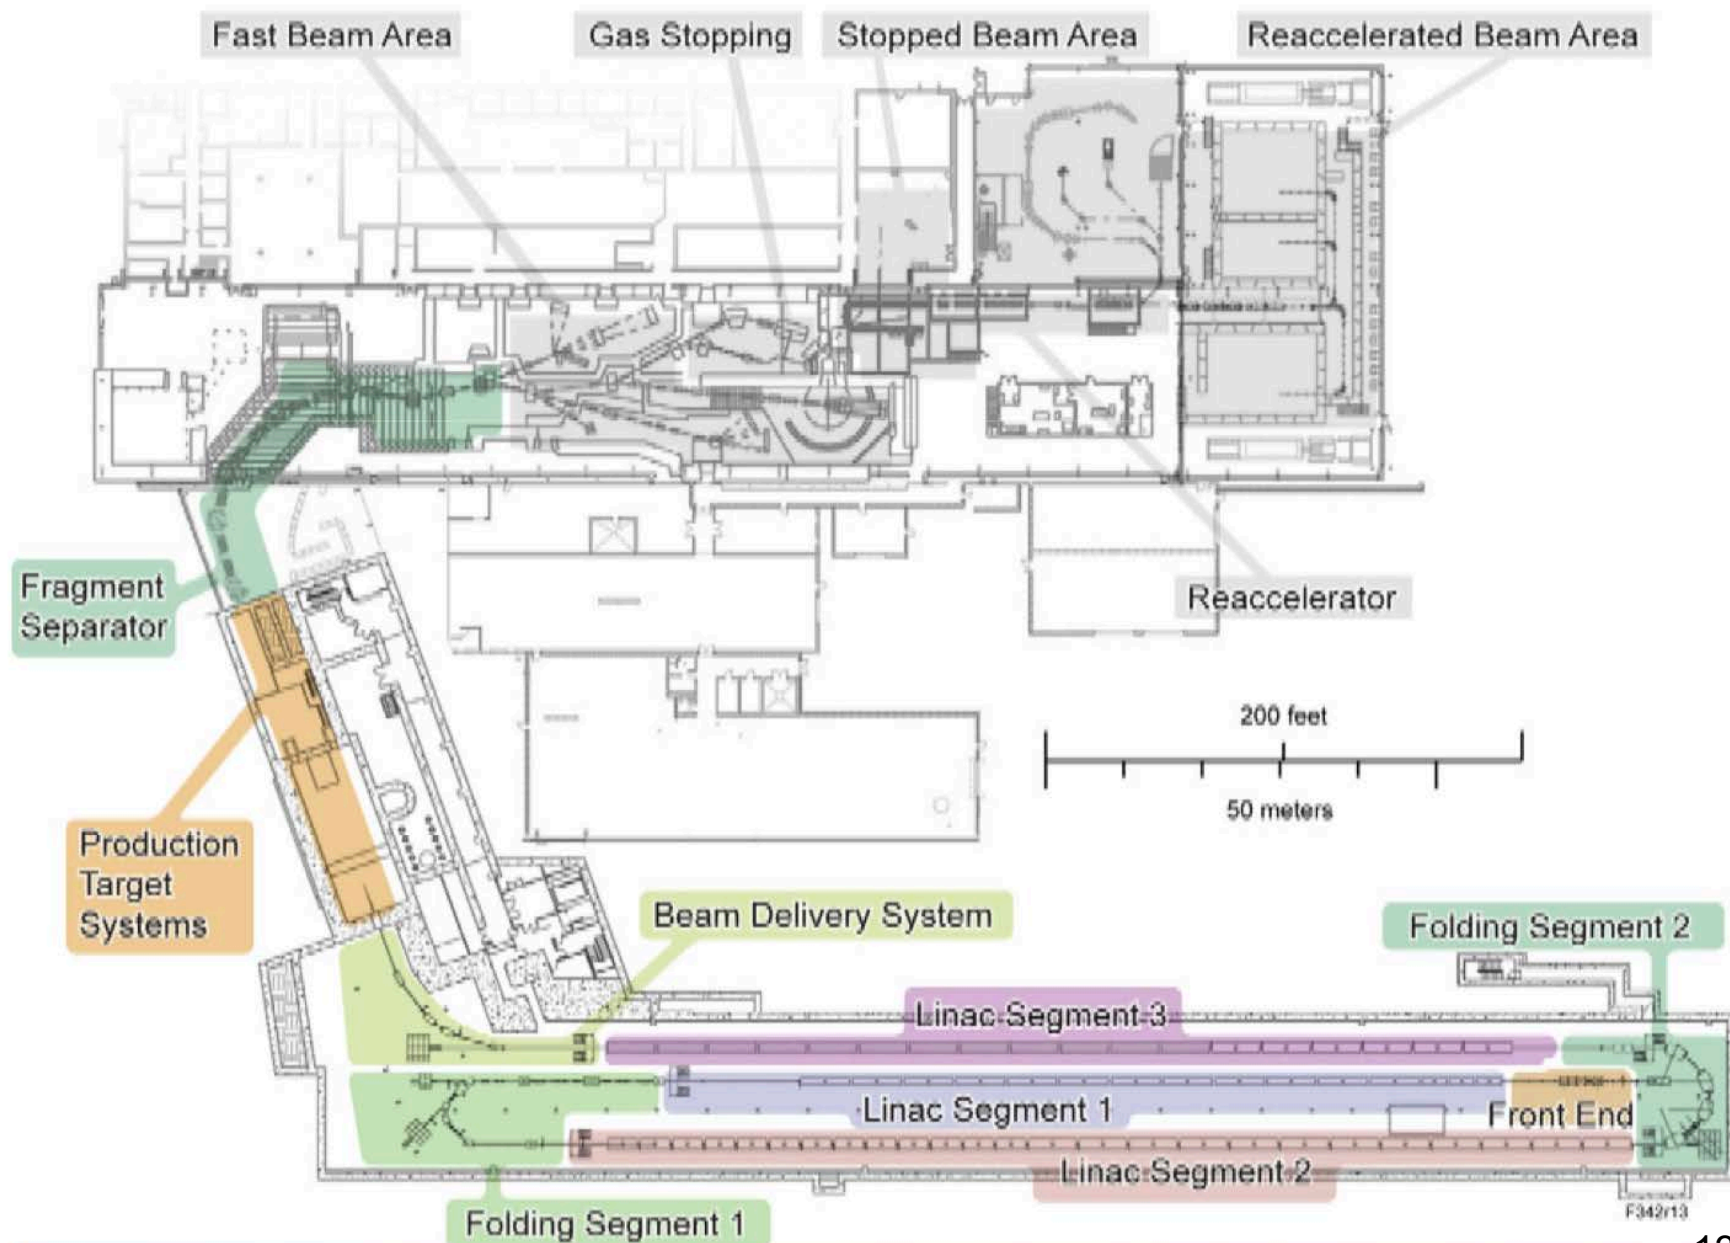 Fast Beam Area
Gas Stopping
Stopped Beam Area
Reaccelerated Beam Area
Fragment
Separator
Reaccelerator
200 feet
50 meters
Production
Target
Systems
Beam Delivery System
Folding Segment 2
Linac Segment 3
Linac Segment 1
Front End
Linac Segment 2
F342/13
Folding Segment 1